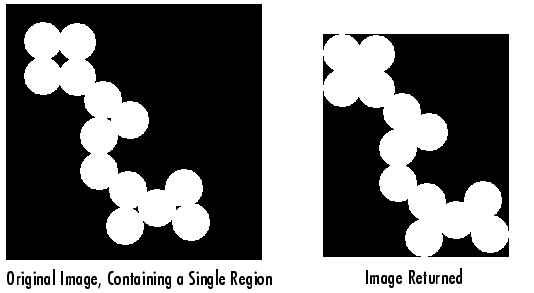 Original Image, Containing a Single Region
Image Returned